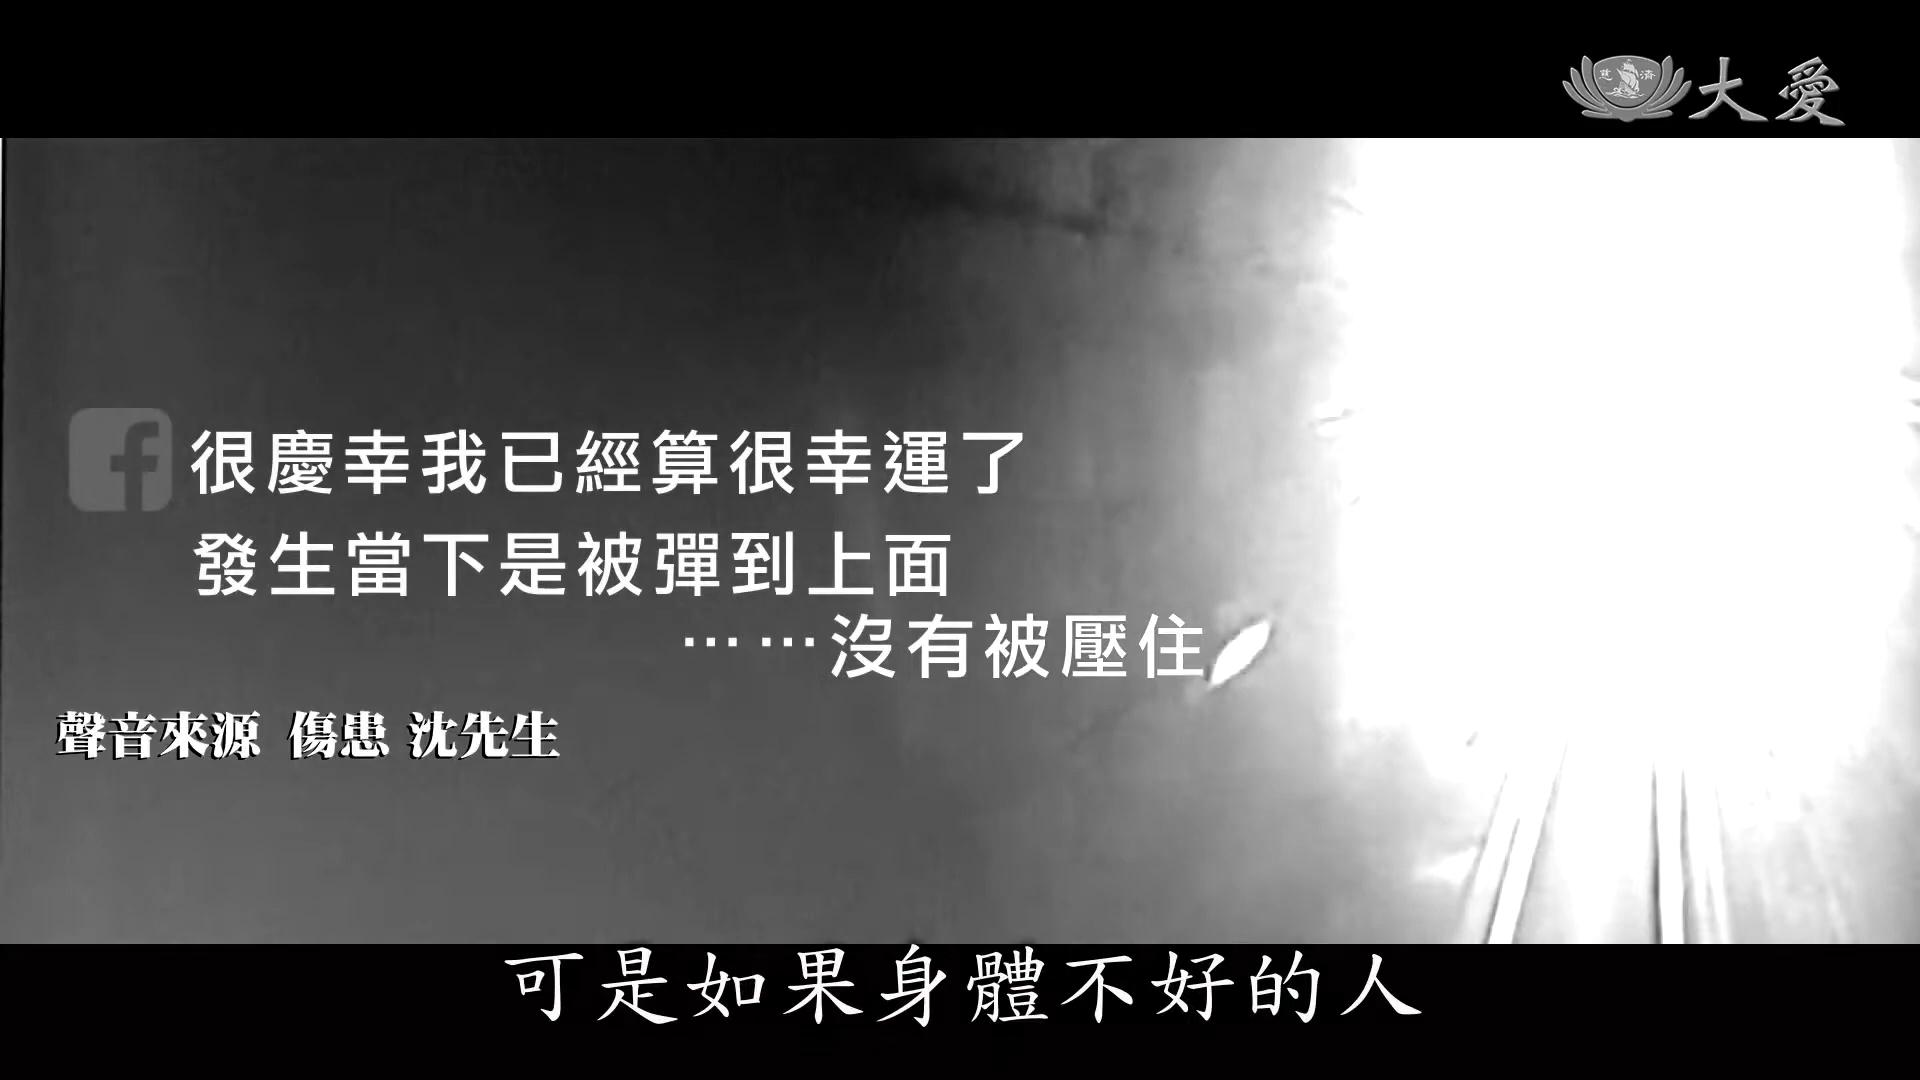 慈濟 大愛
很慶幸我已經算很幸運了
發生當下是被彈到上面
……沒有被壓住
聲音來源 傷患 沈先生
可是如果身體不好的人